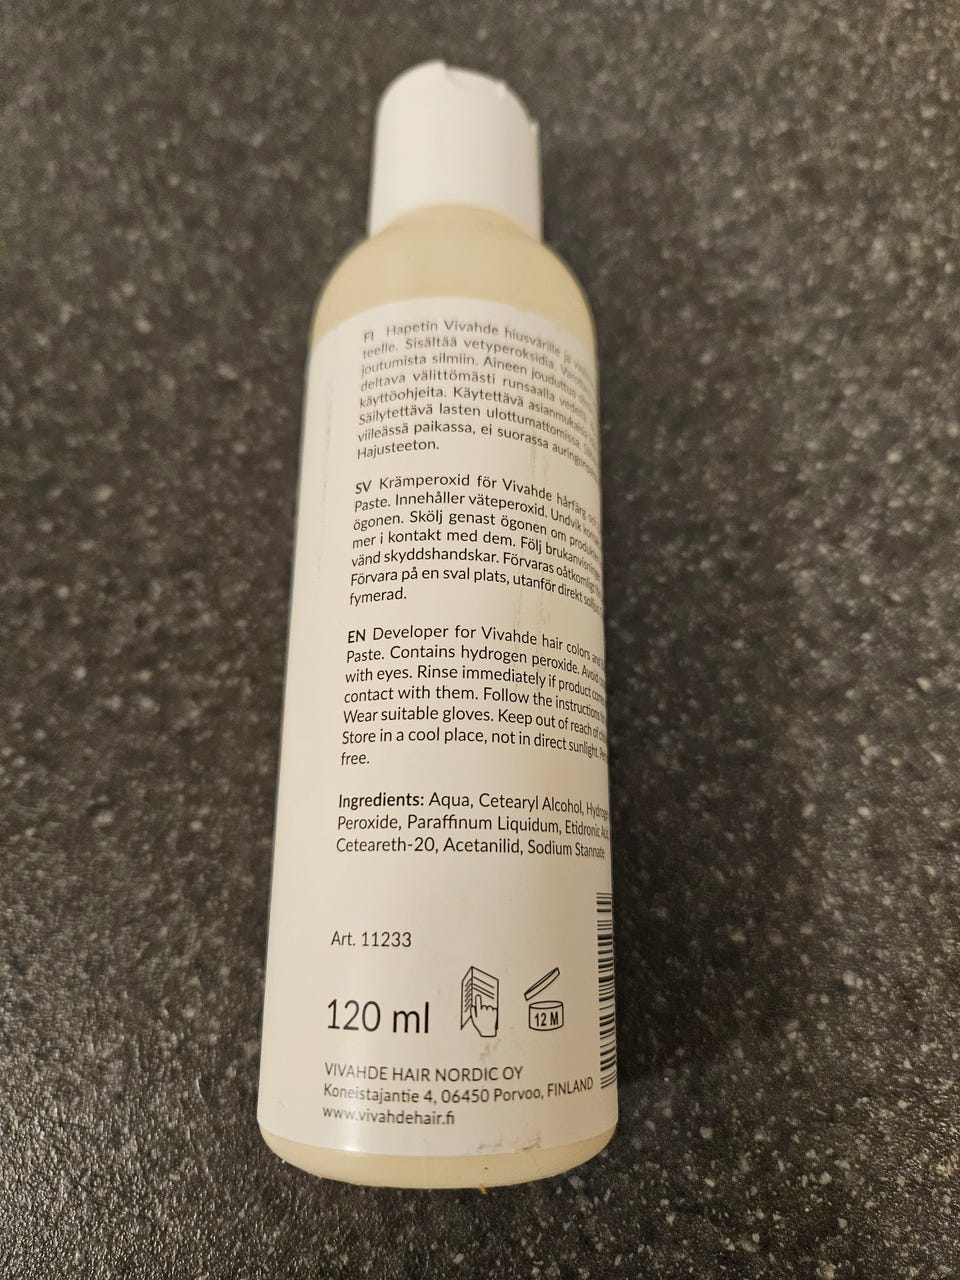 FI Hapetin Vivahde hiusvärille ja
teelle. Sisältää vetyperoksidia.
joutumista silmiin. Aineen jouduttua
deltava välittömästi runsaalla vedellä
käyttöohjeita. Käytettävä
Säilytettävä lasten ulottumattomissa.
viileässä paikassa, ei suorassa
Hajusteeton.
SV Krämperoxid för Vivahde hårfärg
Paste. Innehåller väteperoxid. Undvik
ögonen. Skölj genast ögonen om
mer i kontakt med dem. Följ
vänd skyddshandskar. Förvaras oåtkomligt
Förvara på en sval plats, utanför direkt
fymerad.
EN Developer for Vivahde hair colors and
Paste. Contains hydrogen peroxide. Avoid
with eyes. Rinse immediately if product
contact with them. Follow the instructions
Wear suitable gloves. Keep out of reach of
Store in a cool place, not in direct sunlight.
free.
Ingredients: Aqua, Cetearyl Alcohol,
Peroxide, Paraffinum Liquidum, Etidronic
Ceteareth-20, Acetanilid, Sodium Stannate
Art. 11233
120 ml
12 M
VIVAHDE HAIR NORDIC OY
Koneistajantie 4, 06450 Porvoo, FINLAND
www.vivahdehair.fi